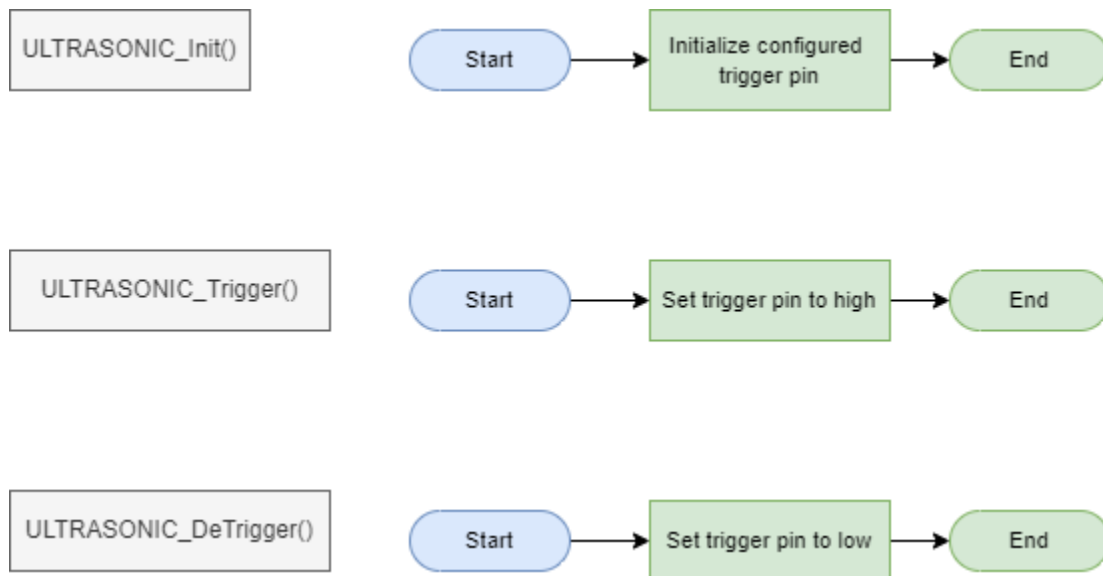 ULTRASONIC_Init()
Start
Initialize configured
trigger pin
End
ULTRASONIC_Trigger()
Start
Set trigger pin to high
End
ULTRASONIC_DeTrigger()
Start
Set trigger pin to low
End